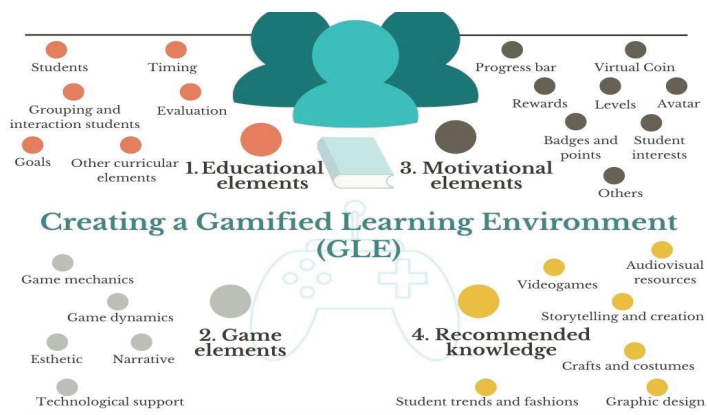 Students
Timing
Grouping and
interaction students
Evaluation
Goals
Other curricular
elements
1. Educational
elements
Progress bar
Virtual Coin
Rewards
Levels
Avatar
Badges and
points
Student
interests
Others
3. Motivational
elements
Creating a Gamified Learning Environment
(GLE)
Game mechanics
Game dynamics
Esthetic
Narrative
Technological support
2. Game
elements
Audiovisual
resources
Videogames
Storytelling and creation
Crafts and costumes
Student trends and fashions
Graphic design
4. Recommended
knowledge